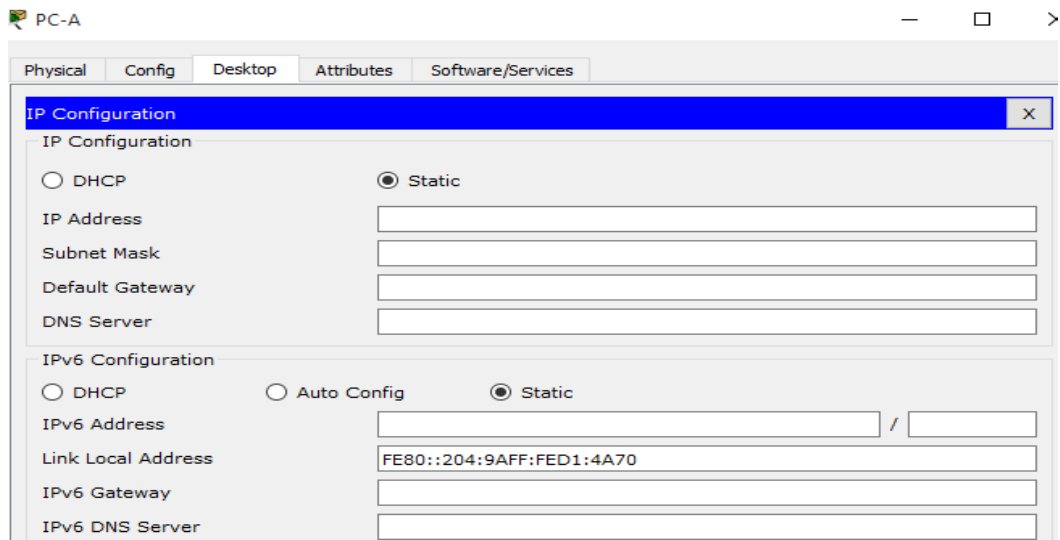 PC-A
Physical Config Desktop Attributes Software/Services
IP Configuration X
IP Configuration
DHCP Static
IP Address
Subnet Mask
Default Gateway
DNS Server
IPv6 Configuration
DHCP Auto Config Static
IPv6 Address /
Link Local Address FE80::204:9AFF:FED1:4A70
IPv6 Gateway
IPv6 DNS Server